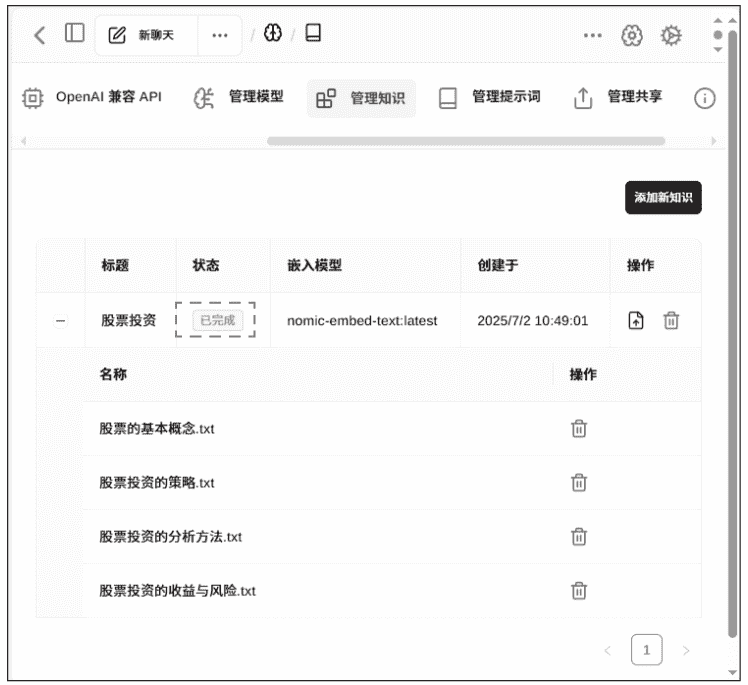 新聊天
OpenAI 兼容 API 管理模型 管理知识 管理提示词 管理共享
添加新知识
标题 状态 嵌入模型 创建于 操作
股票投资 已完成 nomic-embed-text:latest 2025/7/2 10:49:01
名称 操作
股票的基本概念.txt
股票投资的策略.txt
股票投资的分析方法.txt
股票投资的收益与风险.txt
1